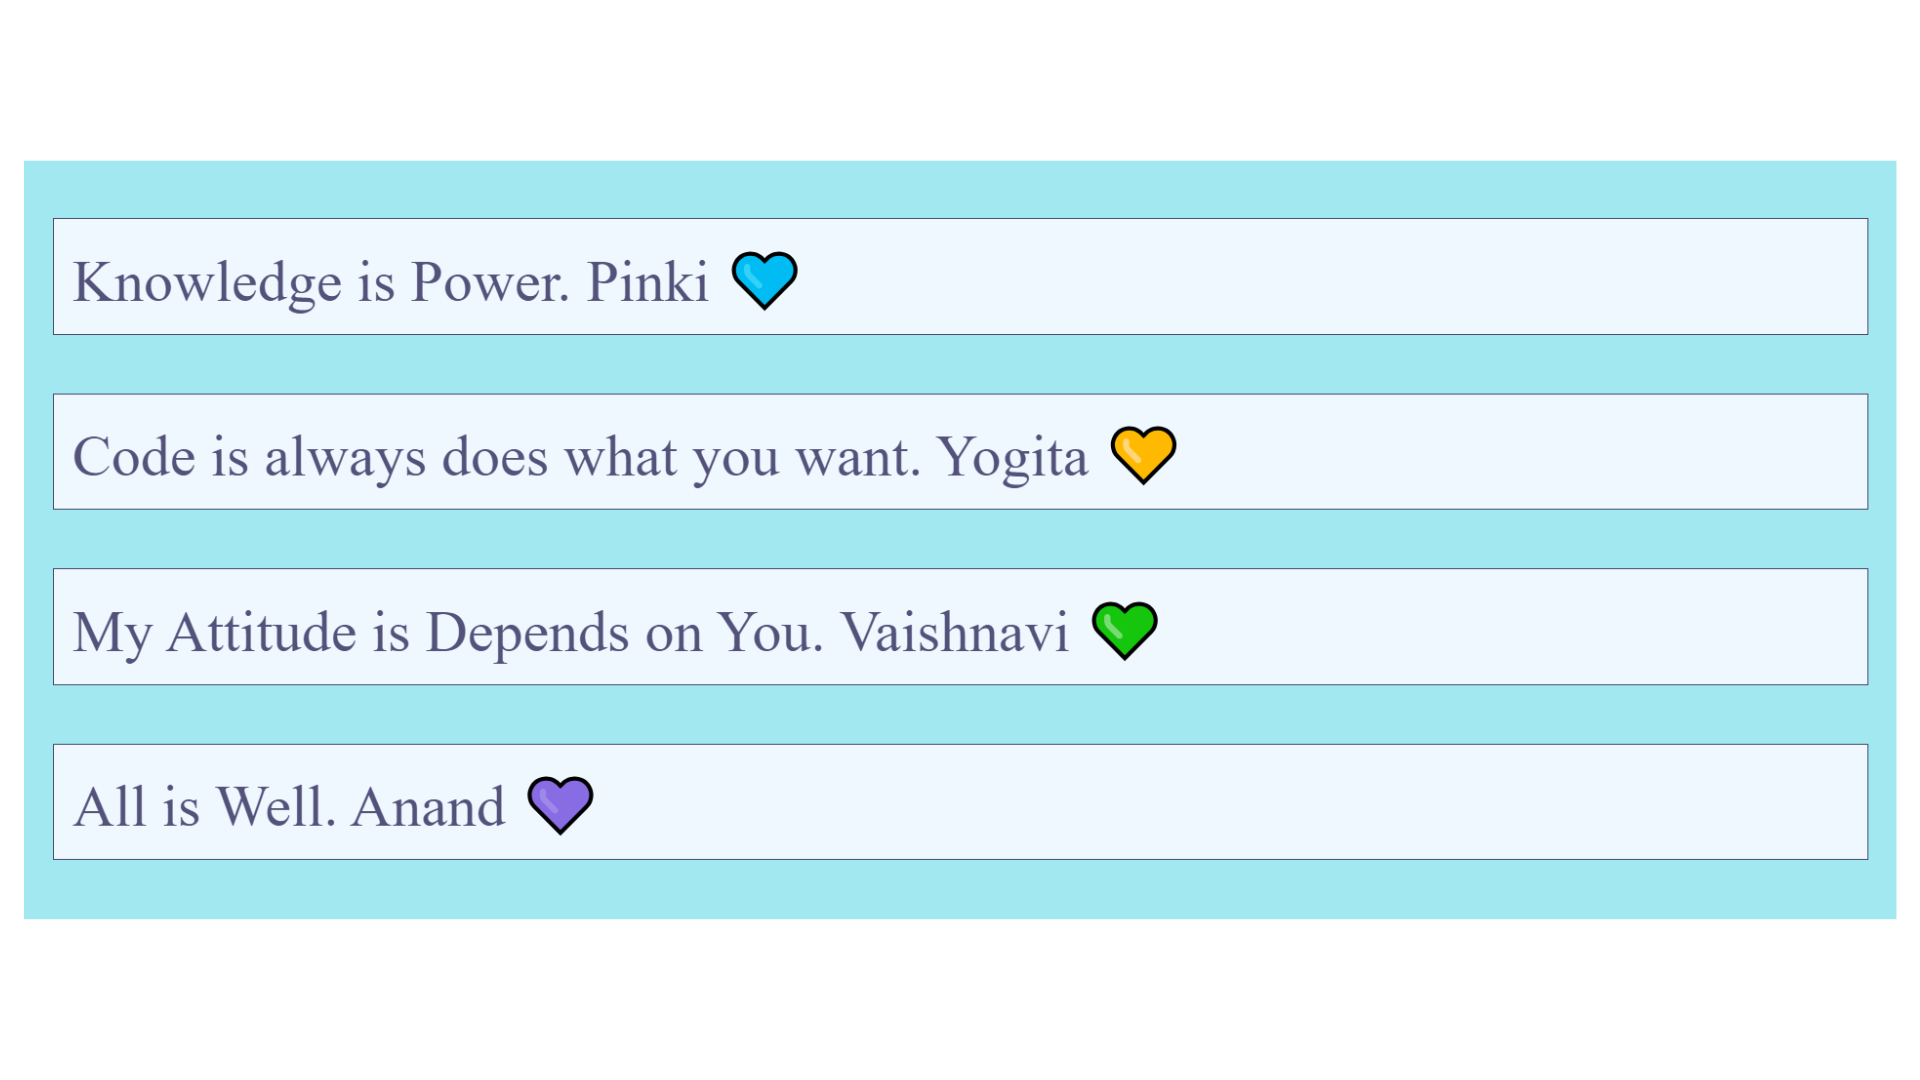 Knowledge is Power. Pinki 💙
Code is always does what you want. Yogita 💛
My Attitude is Depends on You. Vaishnavi 💚
All is Well. Anand 💜